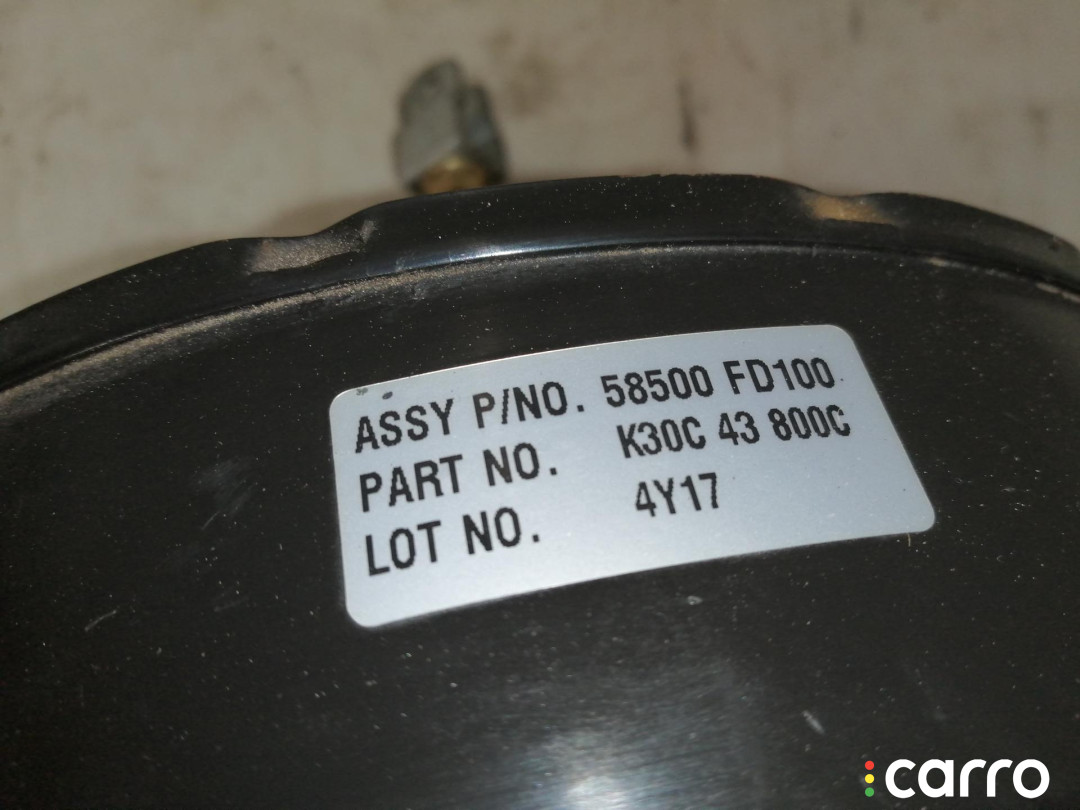 ASSY P/NO. 58500 FD100
PART NO. K30C 43 800C
LOT NO. 4Y17
carro